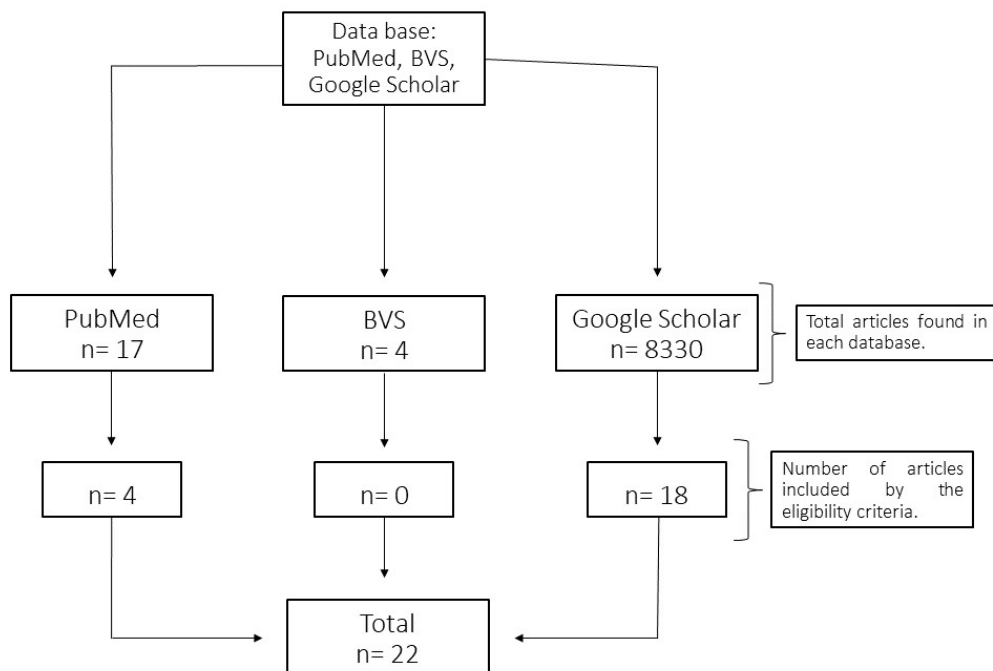 Data base:
PubMed, BVS,
Google Scholar
PubMed
n= 17
BVS
n= 4
Google Scholar
n= 8330
Total articles found in
each database.
n= 4
n= 0
n= 18
Number of articles
included by the
eligibility criteria.
Total
n= 22